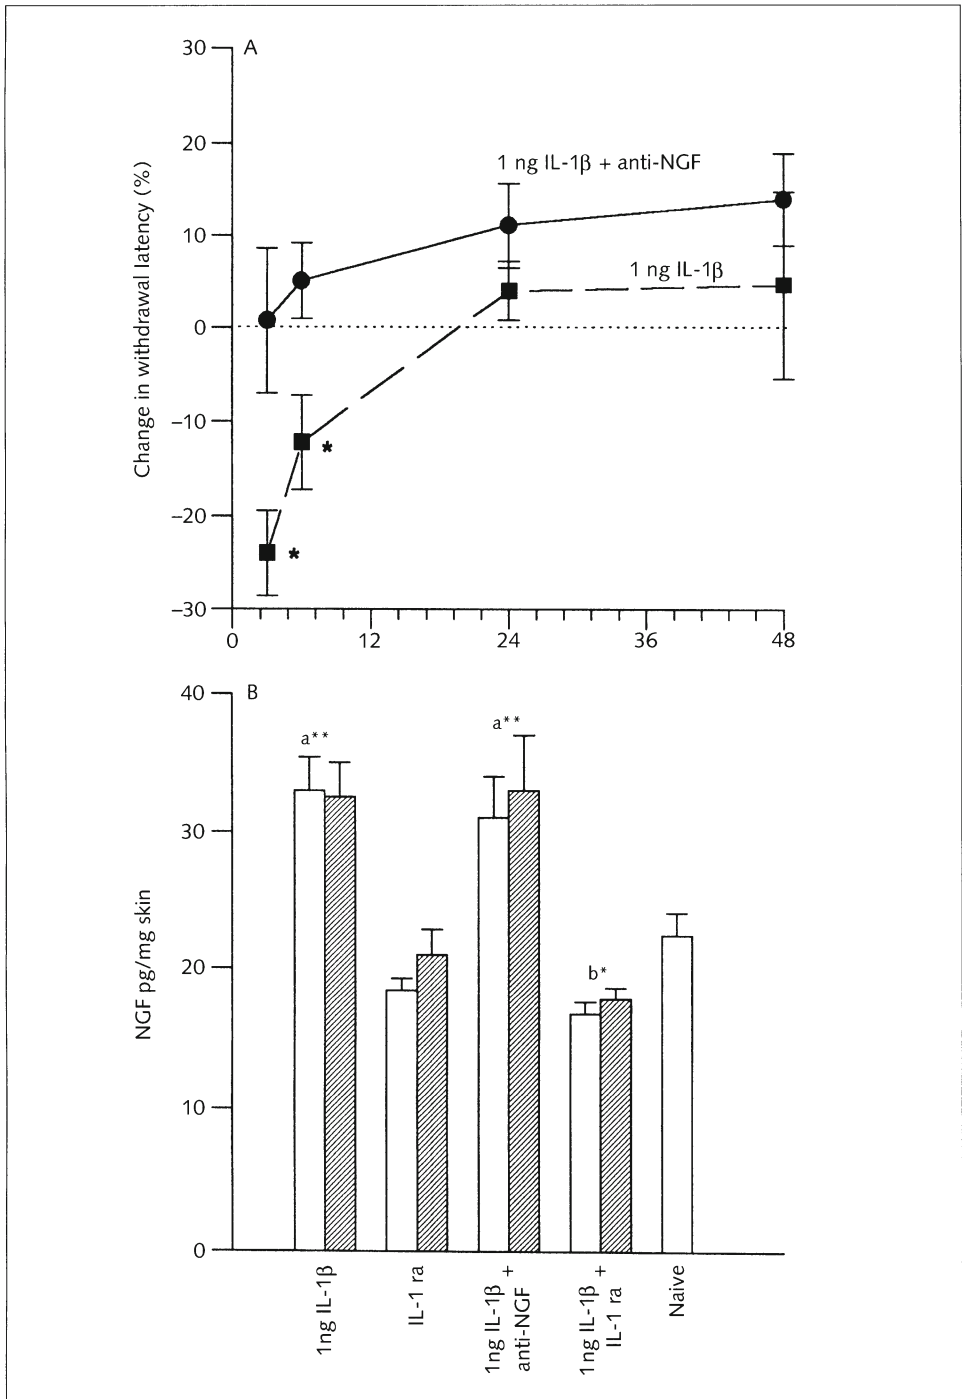 A
30
20
10
0
–10
–20
–30
Change in withdrawal latency (%)
1 ng IL-1β + anti-NGF
1 ng IL-1β
*
*
0 12 24 36 48
B
40
30
20
10
0
NGF pg/mg skin
a**
a**
b*
1ng IL-1β
IL-1 ra
1ng IL-1β +
anti-NGF
1ng IL-1β +
IL-1 ra
Naive